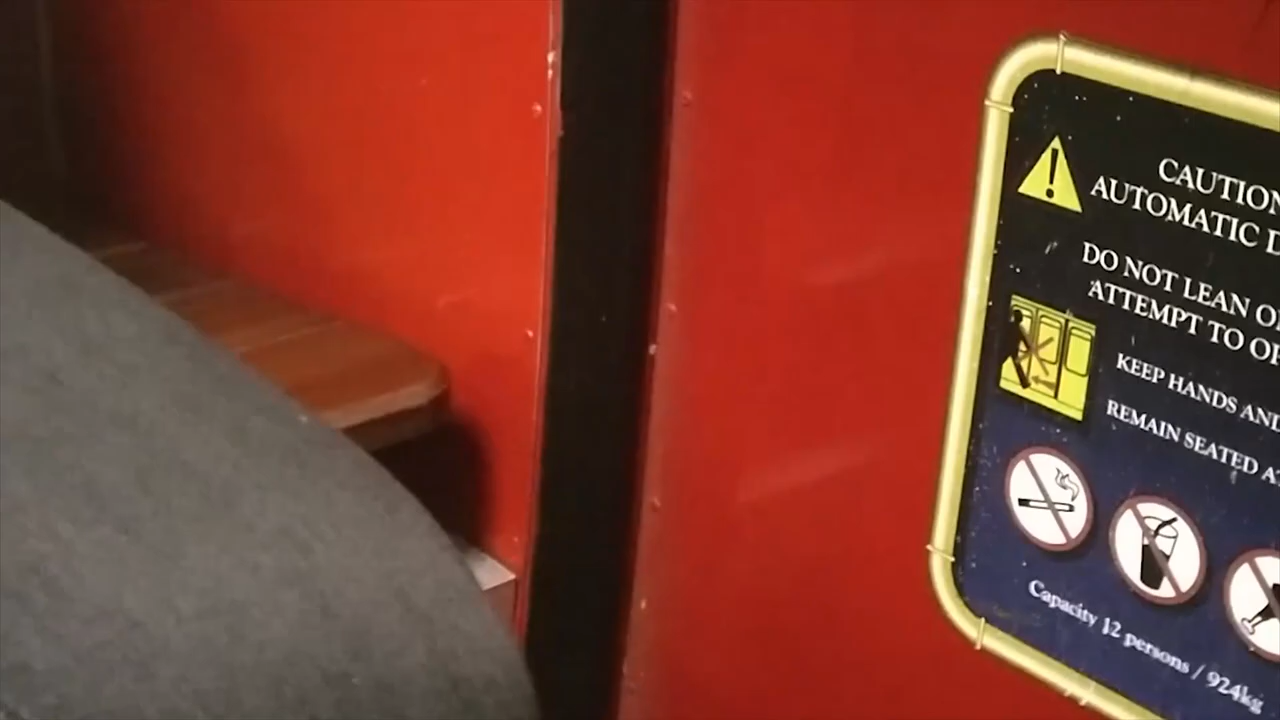 CAUTION
AUTOMATIC
DO NOT LEAN
ATTEMPT TO
KEEP HANDS AND
REMAIN SEATED
Capacity 12 persons / 924kg